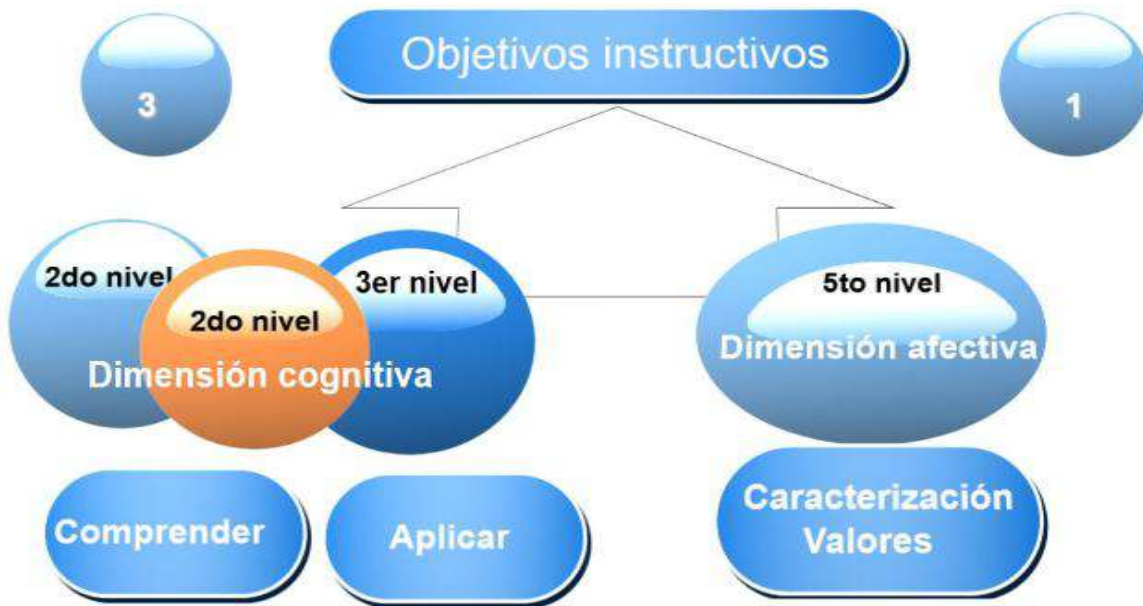 Objetivos instructivos
3
1
2do nivel
2do nivel
3er nivel
5to nivel
Dimensión cognitiva
Dimensión afectiva
Comprender
Aplicar
Caracterización
Valores